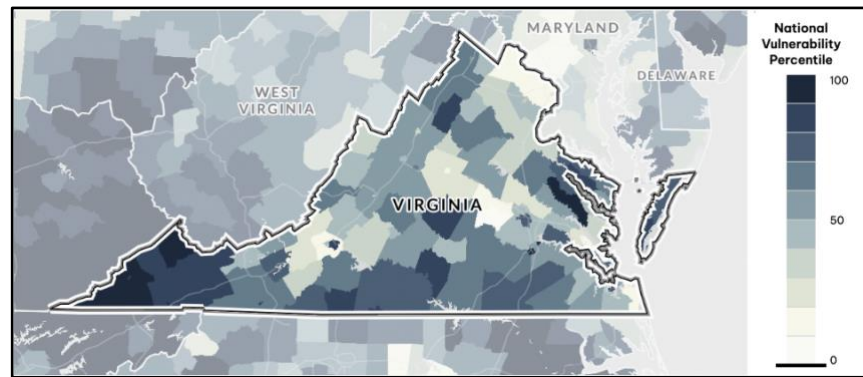 MARYLAND
WEST
VIRGINIA
DELAWARE
VIRGINIA
National
Vulnerability
Percentile
100
50
0